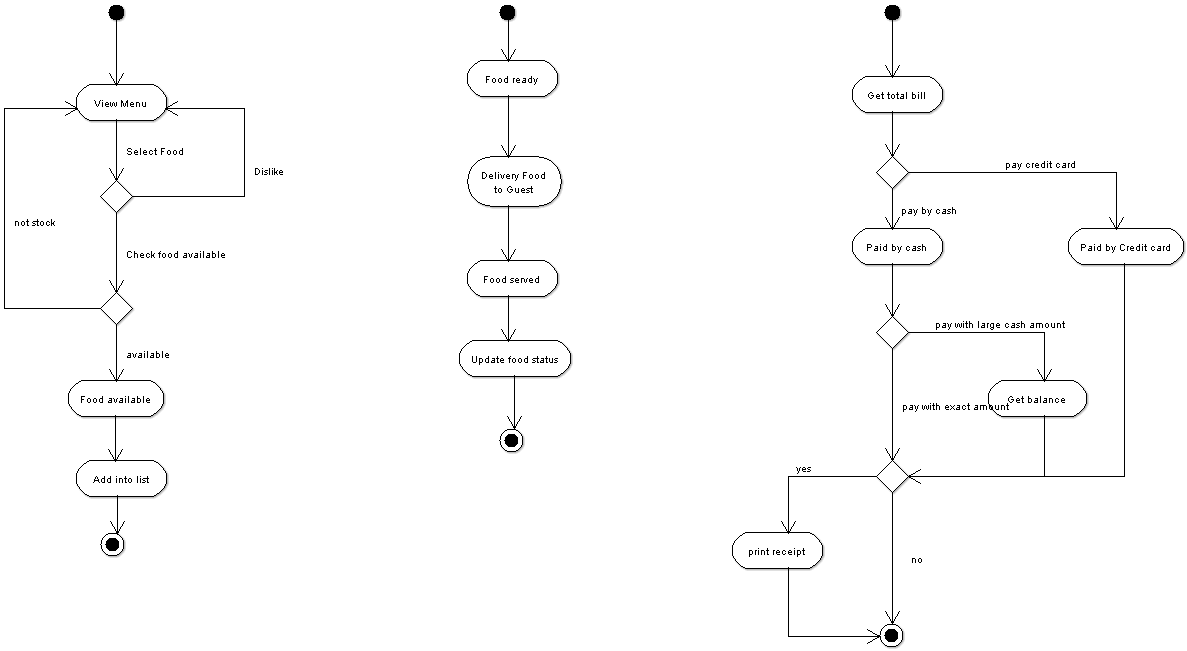 View Menu
Select Food
Dislike
not stock
Check food available
available
Food available
Add into list
Food ready
Delivery Food
to Guest
Food served
Update food status
Get total bill
pay credit card
pay by cash
Paid by cash
Paid by Credit card
pay with large cash amount
Get balance
pay with exact amount
yes
print receipt
no